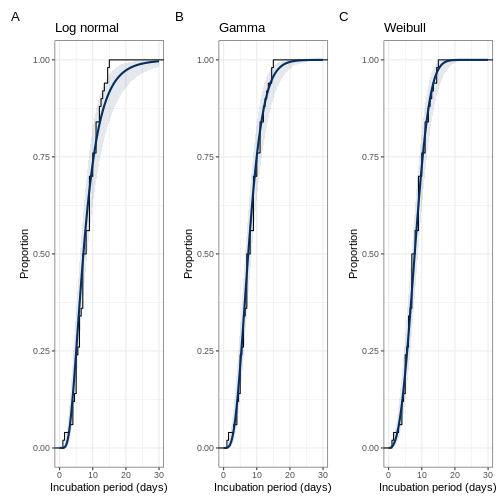 A
Log normal
1.00
0.75
0.50
0.25
0.00
Proportion
0 10 20 30
Incubation period (days)
B
Gamma
1.00
0.75
0.50
0.25
0.00
Proportion
0 10 20 30
Incubation period (days)
C
Weibull
1.00
0.75
0.50
0.25
0.00
Proportion
0 10 20 30
Incubation period (days)